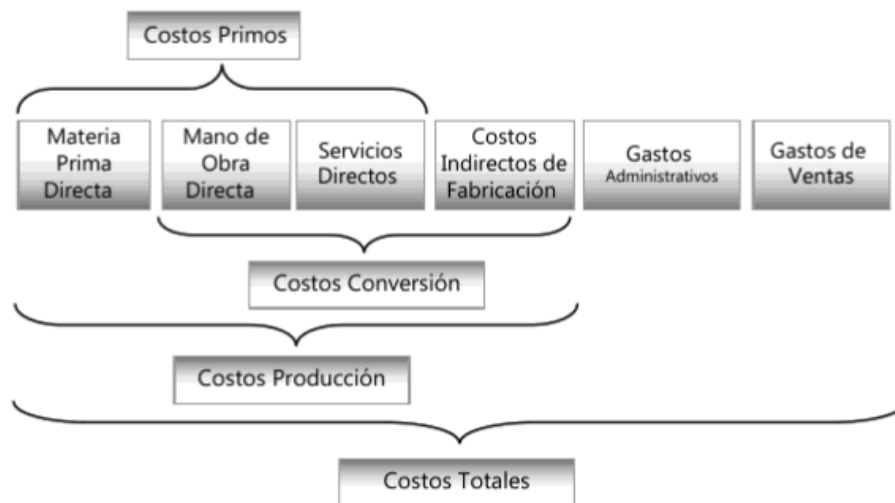 Costos Primos
Materia
Prima
Directa
Mano de
Obra
Directa
Servicios
Directos
Costos
Indirectos de
Fabricación
Gastos
Administrativos
Gastos de
Ventas
Costos Conversión
Costos Producción
Costos Totales